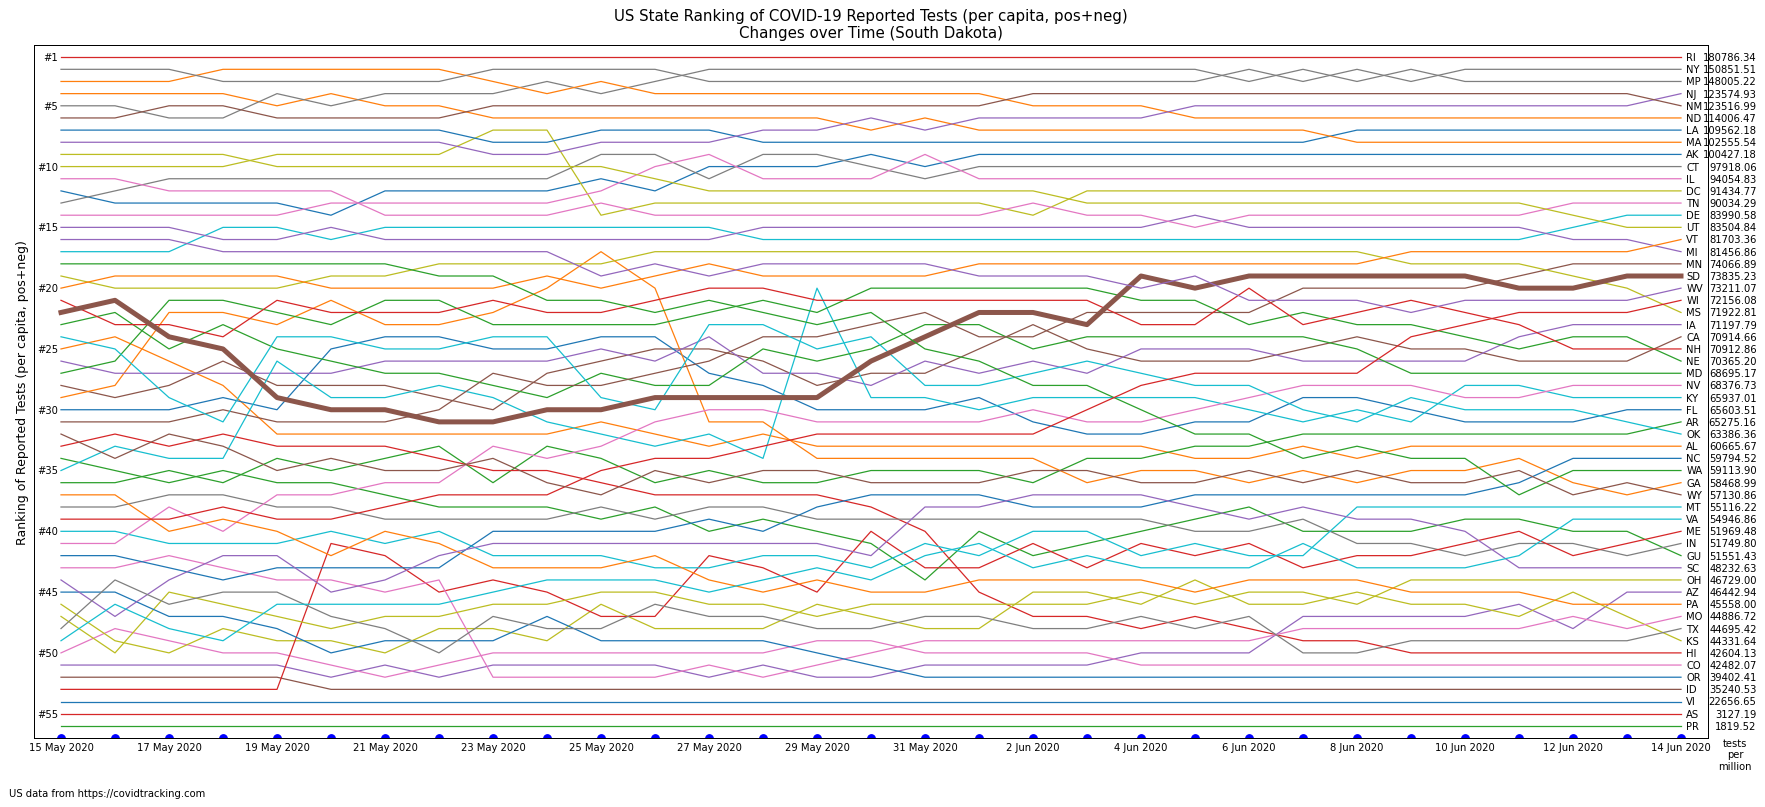 US State Ranking of COVID-19 Reported Tests (per capita, pos+neg)
Changes over Time (South Dakota)
Ranking of Reported Tests (per capita, pos+neg)
#1
#5
#10
#15
#20
#25
#30
#35
#40
#45
#50
#55
RI 180786.34
NY 150851.51
MP 148005.22
NJ 123574.93
NM 123516.99
ND 114006.47
LA 109562.18
MA 102555.54
AK 100427.18
CT 97918.06
IL 94054.83
DC 91434.77
TN 90034.29
DE 83990.58
UT 83504.84
VT 81703.36
MI 81456.86
MN 74066.89
SD 73835.23
WV 73211.07
WI 72156.08
MS 71922.81
IA 71197.79
CA 70914.66
NH 70912.86
NE 70365.20
MD 68695.17
NV 68376.73
KY 65937.01
FL 65603.51
AR 65275.16
OK 63386.36
AL 60665.67
NC 59794.52
WA 59113.90
GA 58468.99
WY 57130.86
MT 55116.22
VA 54946.86
ME 51969.48
IN 51749.80
GU 51551.43
SC 48232.63
OH 46729.00
AZ 46442.94
PA 45558.00
MO 44886.72
TX 44695.42
KS 44331.64
HI 42604.13
CO 42482.07
OR 39402.41
ID 35240.53
VI 22656.65
AS 3127.19
PR 1819.52
15 May 2020 17 May 2020 19 May 2020 21 May 2020 23 May 2020 25 May 2020 27 May 2020 29 May 2020 31 May 2020 2 Jun 2020 4 Jun 2020 6 Jun 2020 8 Jun 2020 10 Jun 2020 12 Jun 2020 14 Jun 2020
tests
per
million
US data from https://covidtracking.com